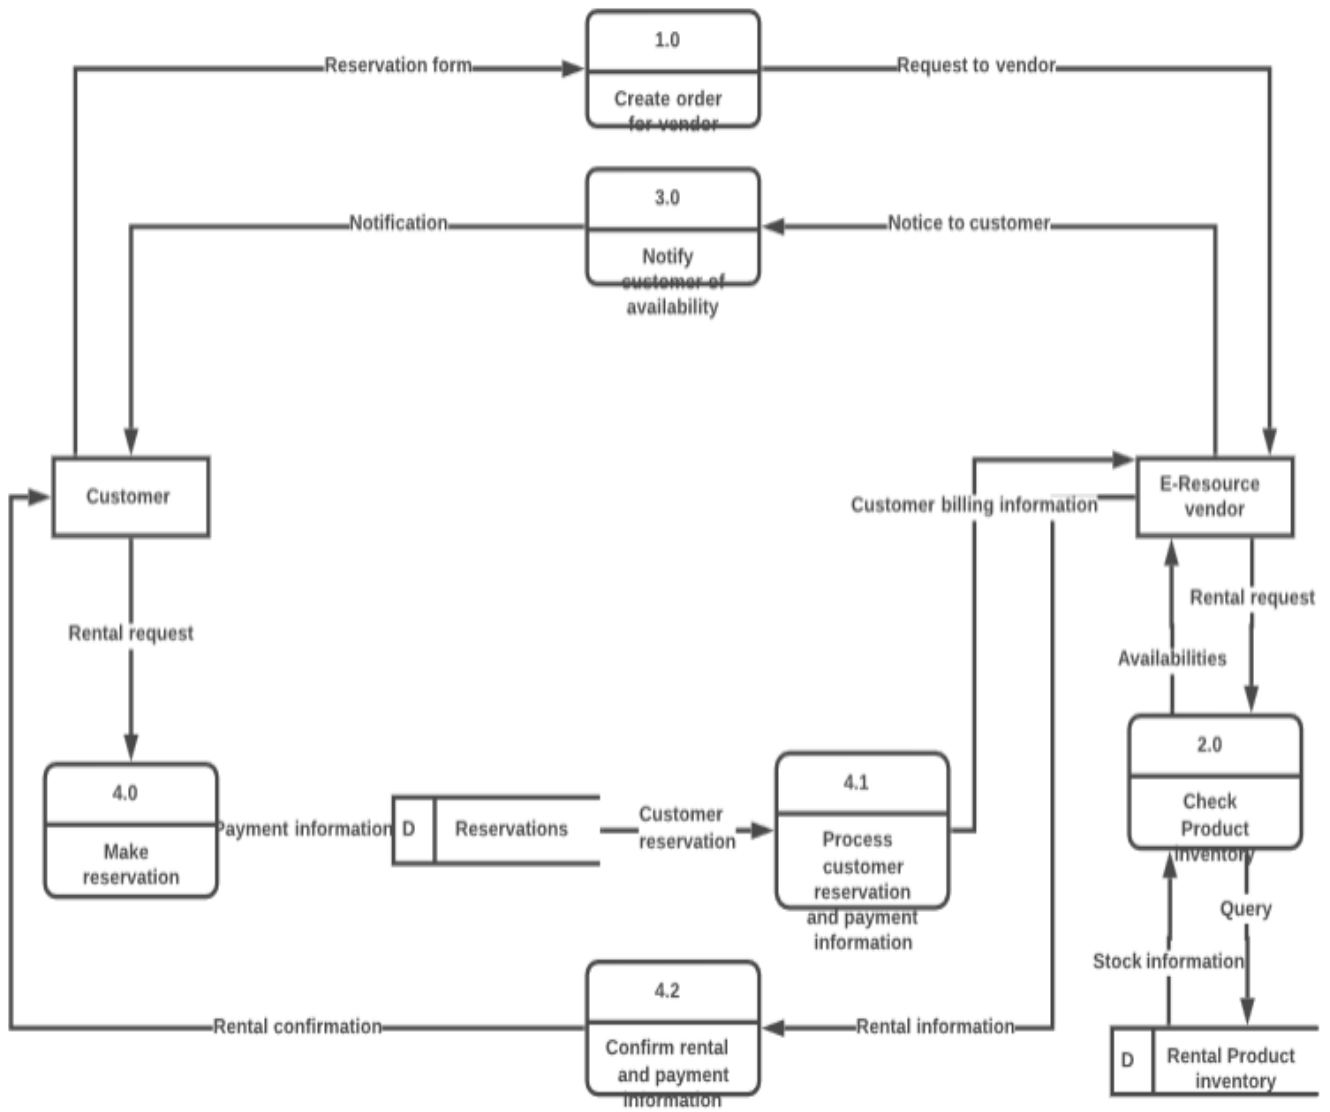 1.0
Reservation form
Request to vendor
Create order
for vendor
3.0
Notification
Notice to customer
Notify
customer of
availability
Customer
E-Resource
vendor
Customer billing information
Rental request
Rental request
Availabilities
2.0
Check
Product
inventory
4.0
Make
reservation
Payment information
D
Reservations
Customer
reservation
4.1
Process
customer
reservation
and payment
information
Query
Stock information
4.2
Rental confirmation
Rental information
Confirm rental
and payment
information
D
Rental Product
inventory